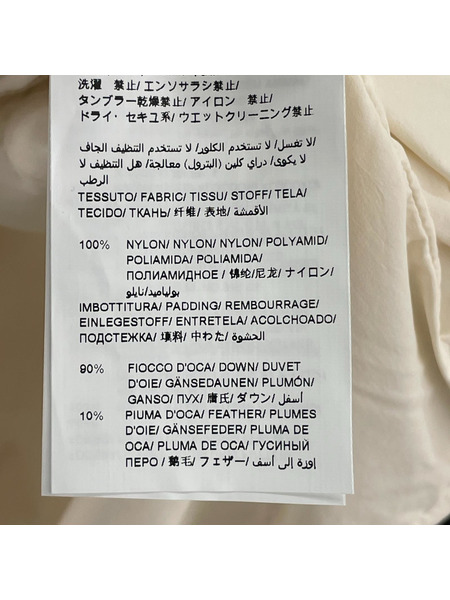 洗濯 禁止/ エンソサラシ 禁止/
タンブラー乾燥禁止/ アイロン 禁止/
ドライ・セキユ系/ ウエットクリーニング禁止
لا تغسل/ لا تستخدم الكلور/ لا تستخدم التنظيف الجاف
لا يكوى/ دراي كلين (البترول) معالجة/ هل التنظيف لا
الرطب
TESSUTO/ FABRIC/ TISSU/ STOFF/ TELA/
TECIDO/ ТКАНЬ/ 纤维/ 表地/ الأقمشة
100% NYLON/ NYLON/ NYLON/ POLYAMID/
POLIAMIDA/ POLIAMIDA/
ПОЛИАМИДНОЕ / 锦纶/尼龙/ ナイロン/
بولياميد/نايلو
IMBOTTITURA/ PADDING/ REMBOURRAGE/
EINLEGESTOFF/ ENTRETELA/ ACOLCHOADO/
ПОДСТЕЖКА/ 填料/ 中わた/ الحشوة
90% FIOCCO D'OCA/ DOWN/ DUVET
D'OIE/ GÄNSEDAUNEN/ PLUMÓN/
GANSO/ ПУХ/ 唐氏/ ダウン/ أسفل
10% PIUMA D'OCA/ FEATHER/ PLUMES
D'OIE/ GÄNSEFEDER/ PLUMA DE
OCA/ PLUMA DE OCA/ ГУСИНЫЙ
ПЕРО / 鹅毛/ フェザー/ إوزة إلى أسف